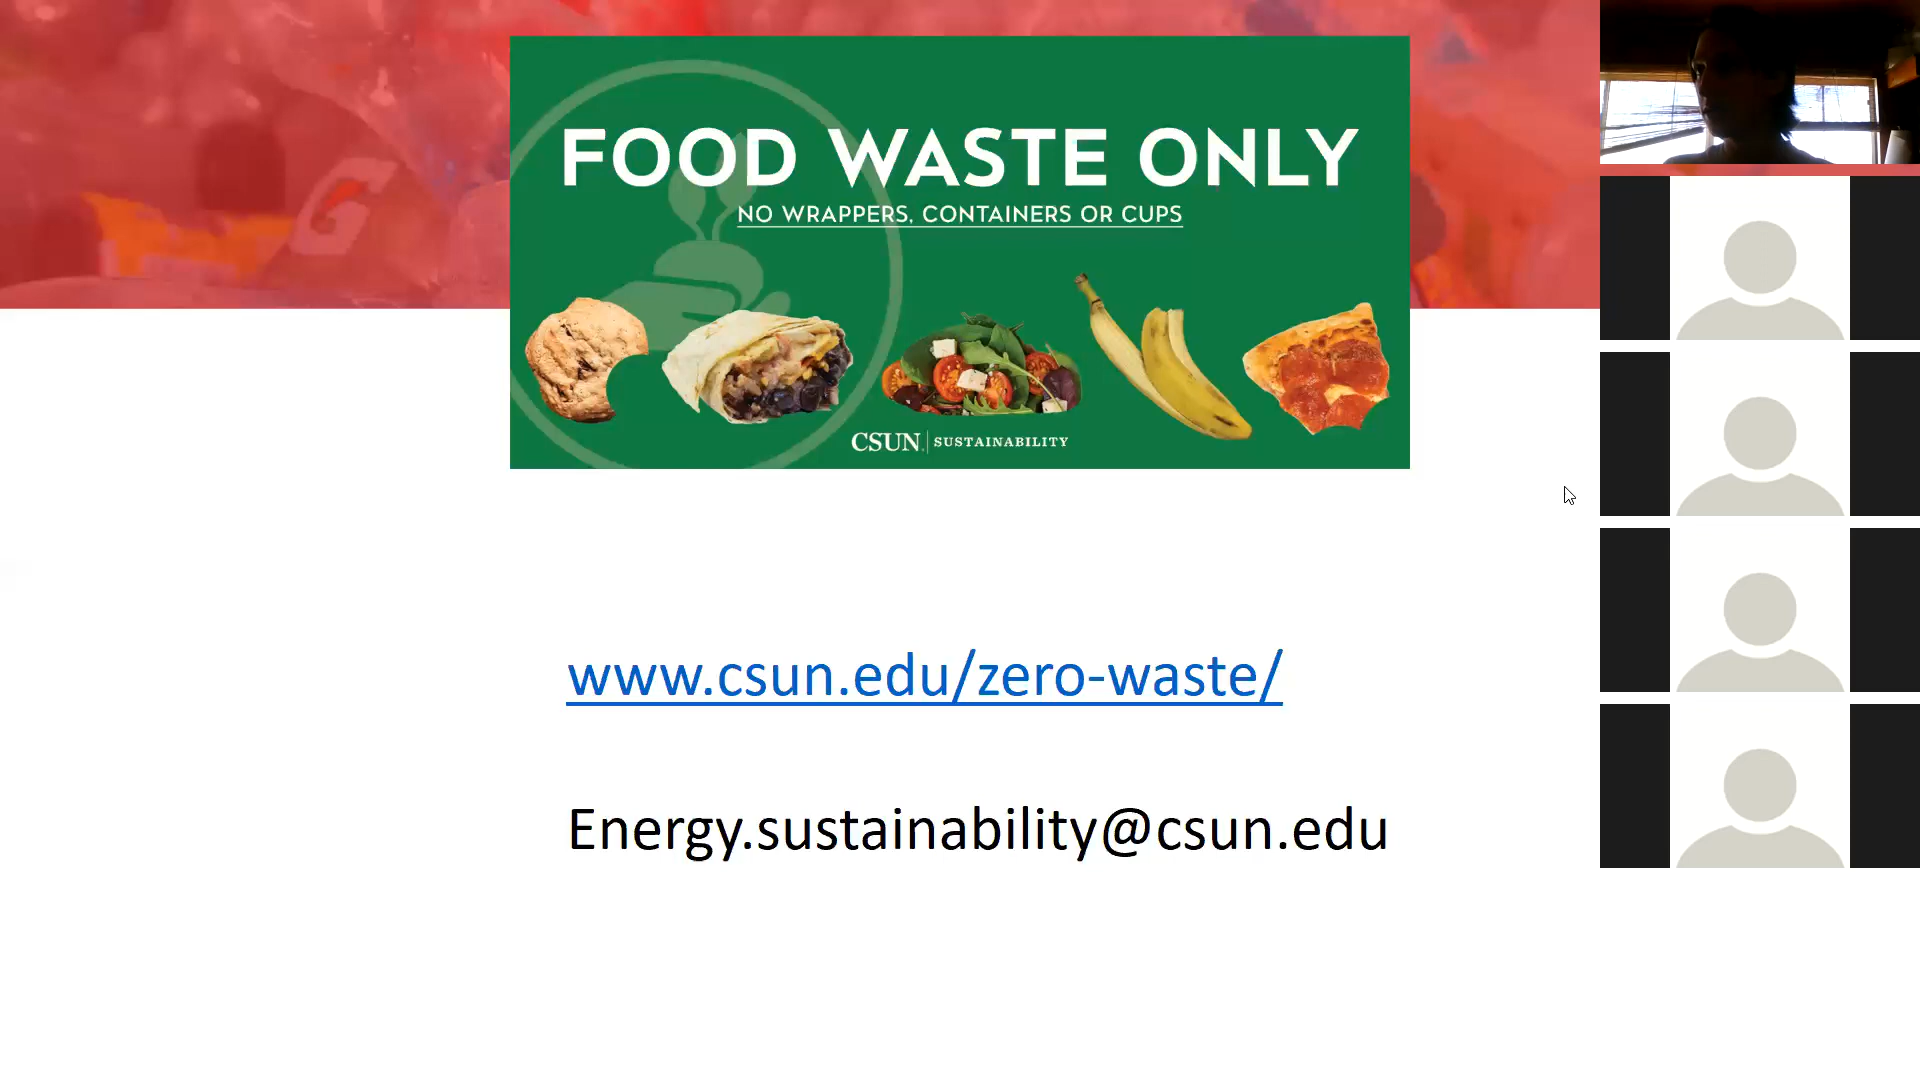 FOOD WASTE ONLY
NO WRAPPERS, CONTAINERS OR CUPS
CSUN | SUSTAINABILITY
www.csun.edu/zero-waste/
Energy.sustainability@csun.edu